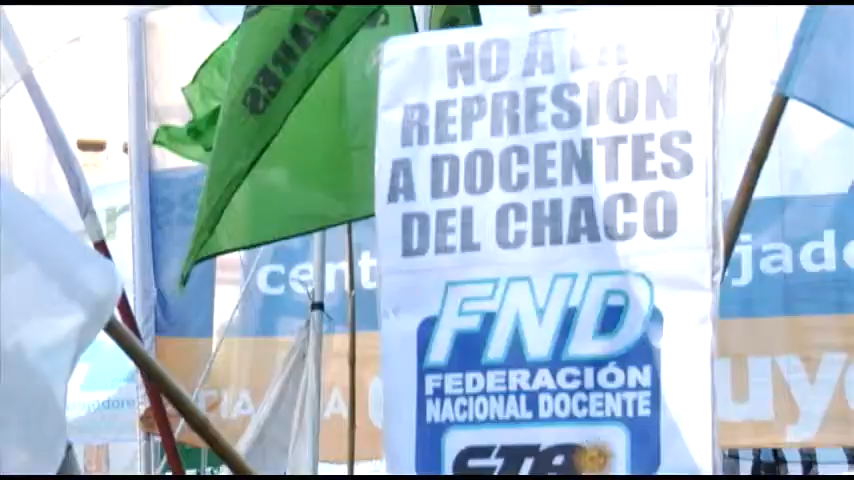 NO A LA
REPRESIÓN
A DOCENTES
DEL CHACO
FND
FEDERACIÓN
NACIONAL DOCENTE
CTA
cent
jado
uyo